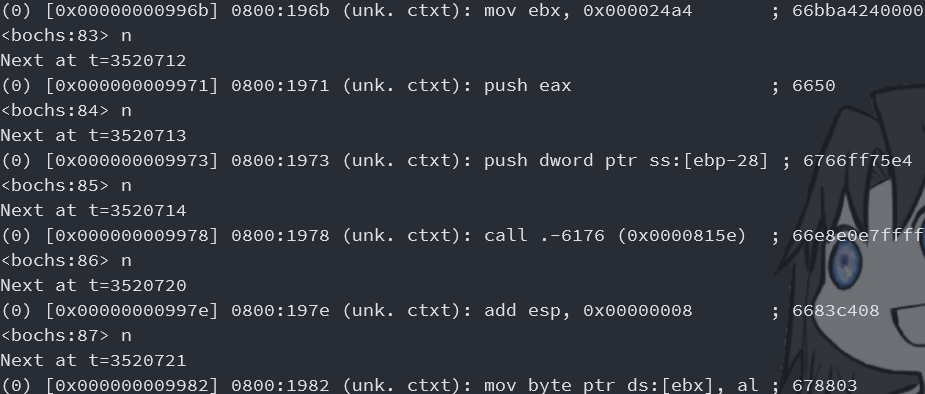 (0) [0x00000000996b] 0800:196b (unk. ctxt): mov ebx, 0x000024a4       ; 66bba4240000
<bochs:83> n
Next at t=3520712
(0) [0x000000009971] 0800:1971 (unk. ctxt): push eax                  ; 6650
<bochs:84> n
Next at t=3520713
(0) [0x000000009973] 0800:1973 (unk. ctxt): push dword ptr ss:[ebp-28] ; 6766ff75e4
<bochs:85> n
Next at t=3520714
(0) [0x000000009978] 0800:1978 (unk. ctxt): call .-6176 (0x0000815e)  ; 66e8e0e7ffff
<bochs:86> n
Next at t=3520720
(0) [0x00000000997e] 0800:197e (unk. ctxt): add esp, 0x00000008       ; 6683c408
<bochs:87> n
Next at t=3520721
(0) [0x000000009982] 0800:1982 (unk. ctxt): mov byte ptr ds:[ebx], al ; 678803